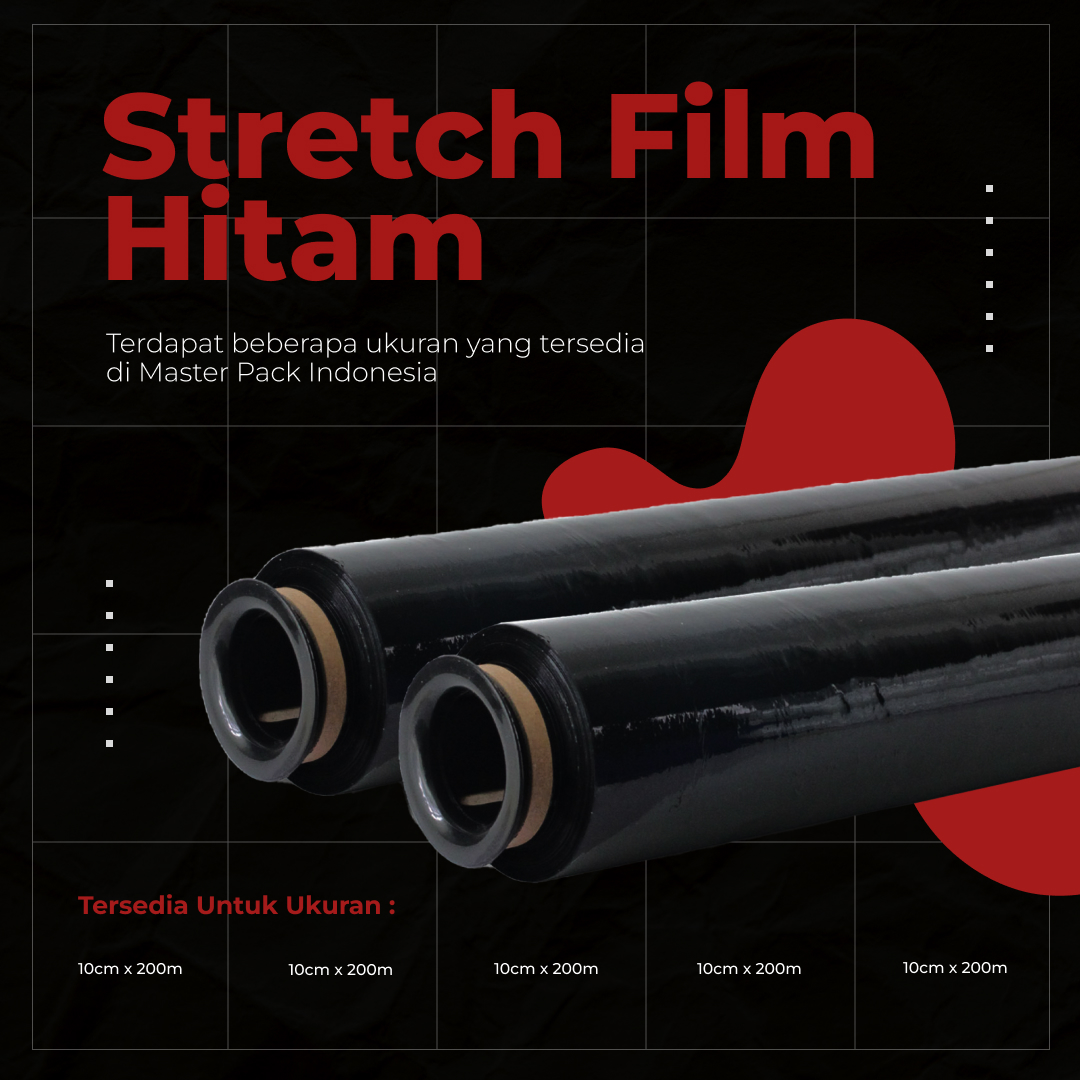 Stretch Film
Hitam
Terdapat beberapa ukuran yang tersedia
di Master Pack Indonesia
Tersedia Untuk Ukuran :
10cm x 200m
10cm x 200m
10cm x 200m
10cm x 200m
10cm x 200m